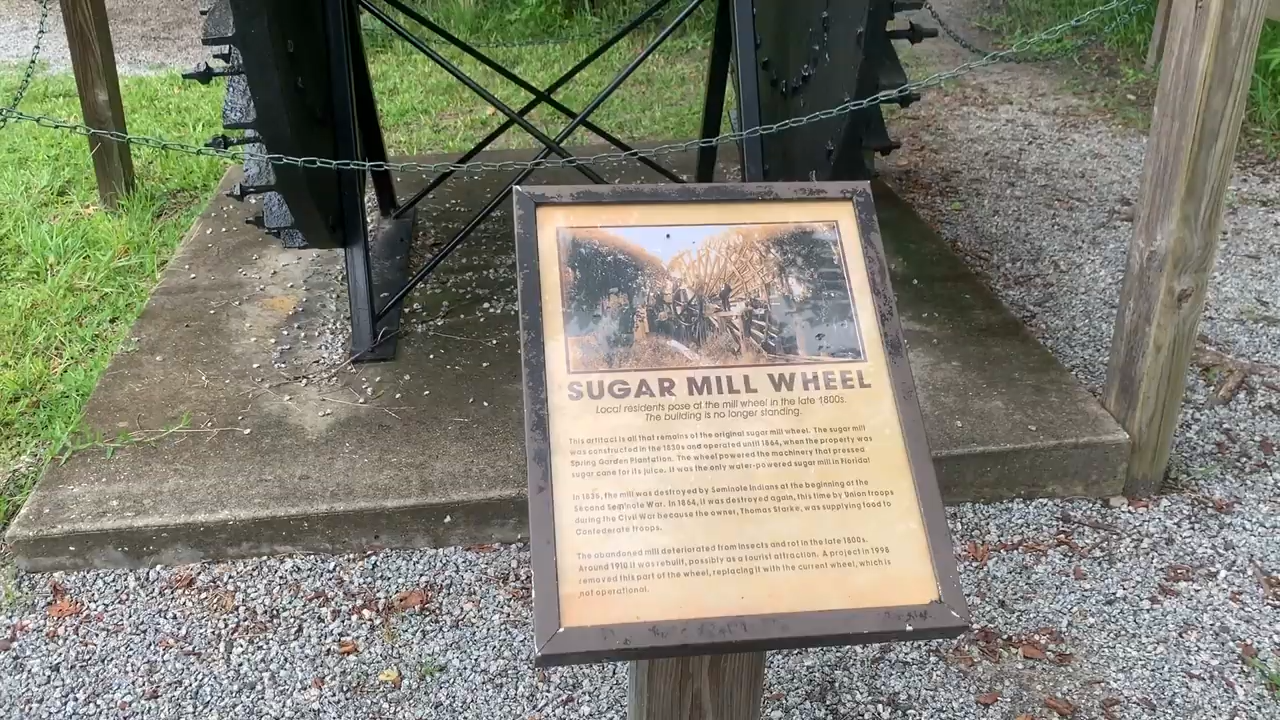 SUGAR MILL WHEEL
Local residents pose at the mill wheel in the late 1800s.
The building is no longer standing.
This artifact is all that remains of the original sugar mill wheel. The sugar mill
was constructed in the 1830s and operated until 1864, when the property was
Spring Garden Plantation. The wheel powered the machinery that pressed
sugar cane for its juice. It was the only water-powered sugar mill in Florida!
In 1836, the mill was destroyed by Seminole Indians at the beginning of the
Second Seminole War. In 1864, it was destroyed again, this time by Union troops
during the Civil War because the owner, Thomas Starke, was supplying food to
Confederate troops.
The abandoned mill deteriorated from insects and rot in the late 1800s.
Around 1910 it was rebuilt, possibly as a tourist attraction. A project in 1998
removed this part of the wheel, replacing it with the current wheel, which is
not operational.